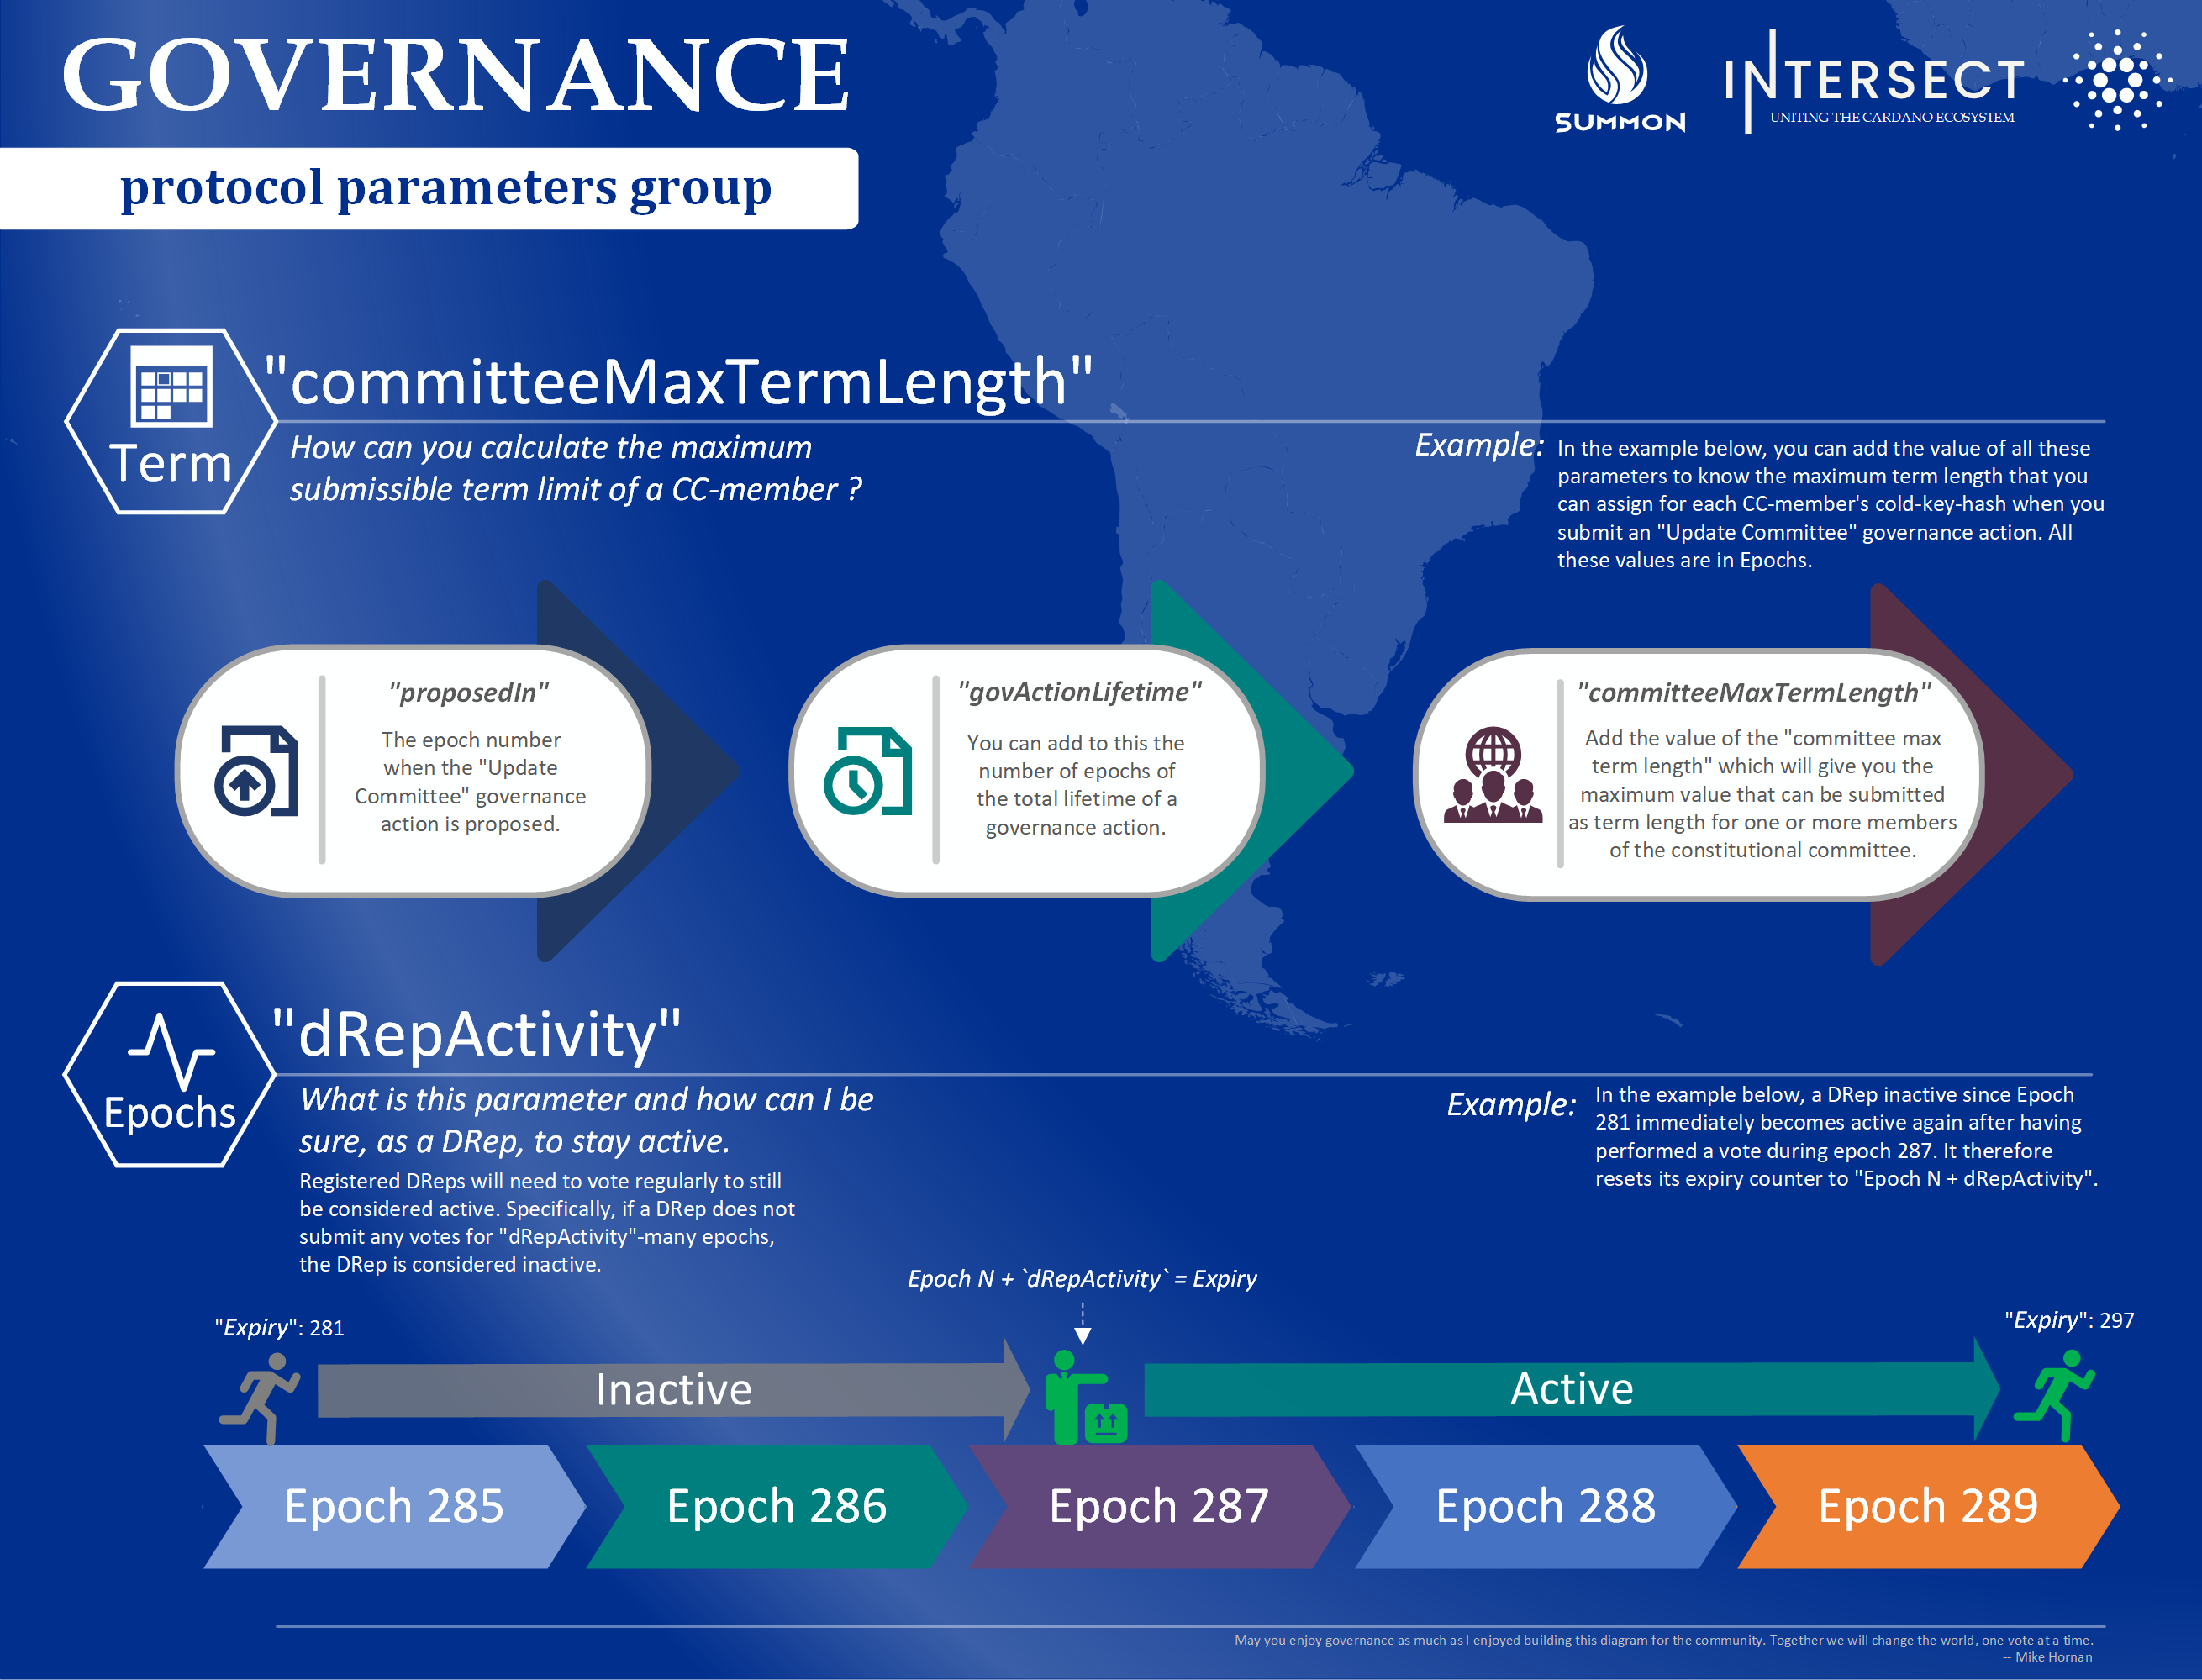 GOVERNANCE
SUMMON
INTERSECT
UNITING THE CARDANO ECOSYSTEM
protocol parameters group
Term
"committeeMaxTermLength"
How can you calculate the maximum
submissible term limit of a CC-member ?
Example:
In the example below, you can add the value of all these
parameters to know the maximum term length that you
can assign for each CC-member's cold-key-hash when you
submit an "Update Committee" governance action. All
these values are in Epochs.
"proposedIn"
The epoch number
when the "Update
Committee" governance
action is proposed.
"govActionLifetime"
You can add to this the
number of epochs of
the total lifetime of a
governance action.
"committeeMaxTermLength"
Add the value of the "committee max
term length" which will give you the
maximum value that can be submitted
as term length for one or more members
of the constitutional committee.
Epochs
"dRepActivity"
What is this parameter and how can I be
sure, as a DRep, to stay active.
Registered DReps will need to vote regularly to still
be considered active. Specifically, if a DRep does not
submit any votes for "dRepActivity"-many epochs,
the DRep is considered inactive.
Example:
In the example below, a DRep inactive since Epoch
281 immediately becomes active again after having
performed a vote during epoch 287. It therefore
resets its expiry counter to "Epoch N + dRepActivity".
Epoch N + `dRepActivity` = Expiry
"Expiry": 281
"Expiry": 297
Inactive
Active
Epoch 285
Epoch 286
Epoch 287
Epoch 288
Epoch 289
May you enjoy governance as much as I enjoyed building this diagram for the community. Together we will change the world, one vote at a time.
-- Mike Hornan